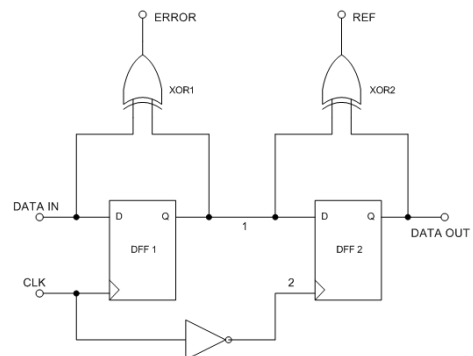 ERROR
REF
XOR1
XOR2
DATA IN
D
Q
D
Q
1
DATA OUT
DFF 1
DFF 2
CLK
2